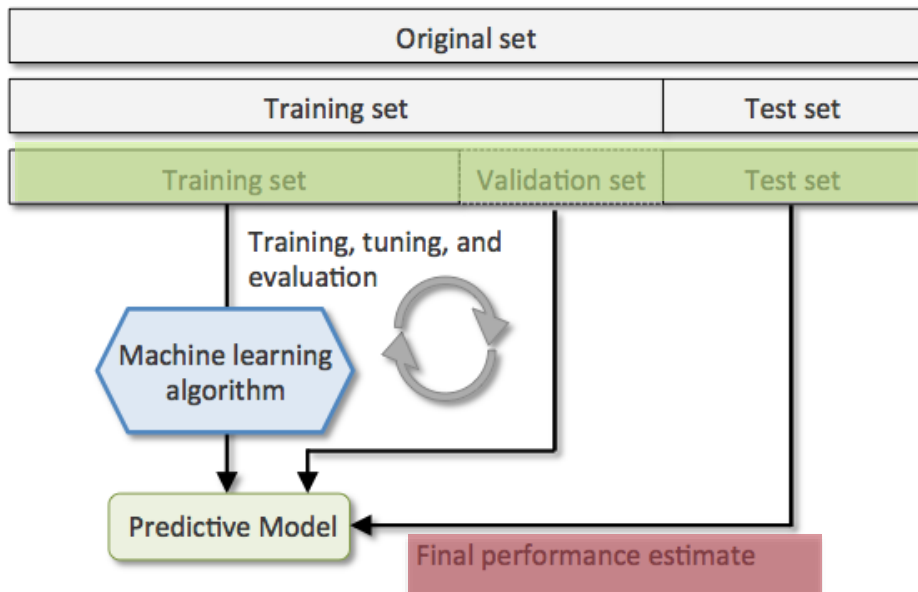 Original set
Training set
Test set
Training set
Validation set
Test set
Training, tuning, and
evaluation
Machine learning
algorithm
Predictive Model
Final performance estimate